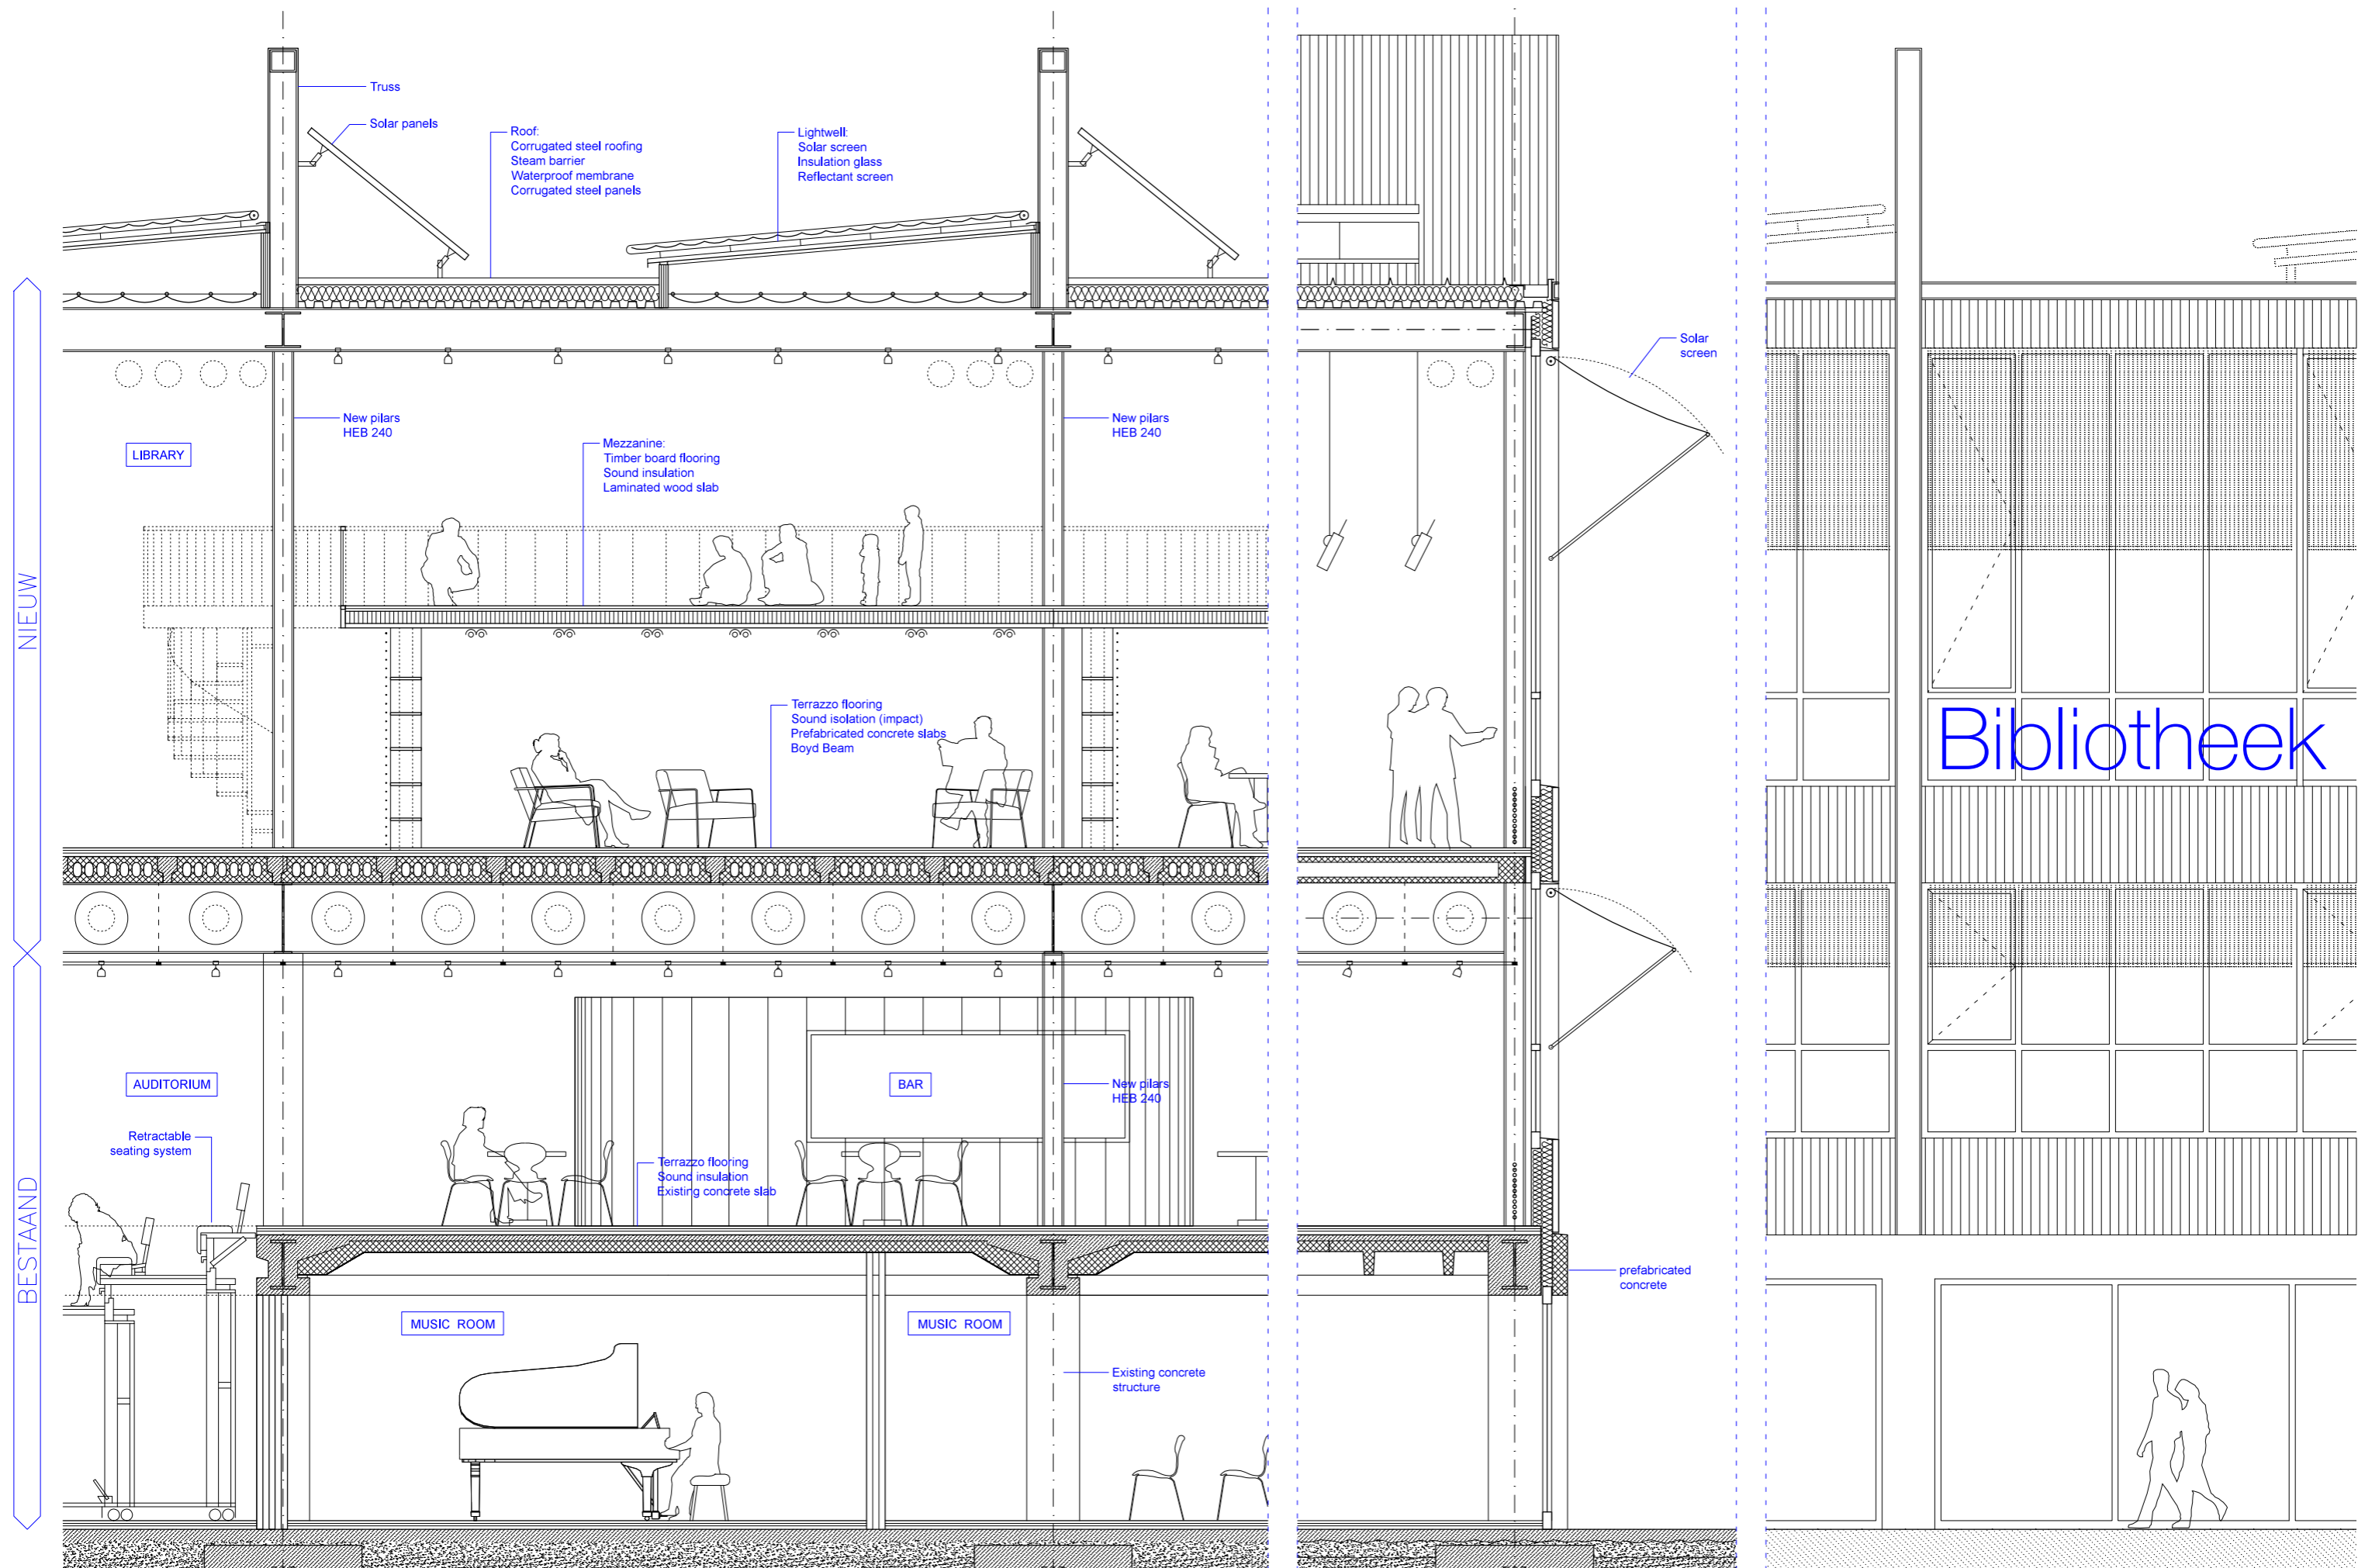 Truss
Solar panels
Roof:
Corrugated steel roofing
Steam barrier
Waterproof membrane
Corrugated steel panels
Lightwell:
Solar screen
Insulation glass
Reflectant screen
Solar
screen
New pilars
HEB 240
New pilars
HEB 240
LIBRARY
Mezzanine:
Timber board flooring
Sound insulation
Laminated wood slab
NIEUW
Terrazzo flooring
Sound isolation (impact)
Prefabricated concrete slabs
Boyd Beam
Bibliotheek
AUDITORIUM
BAR
New pilars
HEB 240
Retractable
seating system
Terrazzo flooring
Sound insulation
Existing concrete slab
BESTAAND
prefabricated
concrete
MUSIC ROOM
MUSIC ROOM
Existing concrete
structure